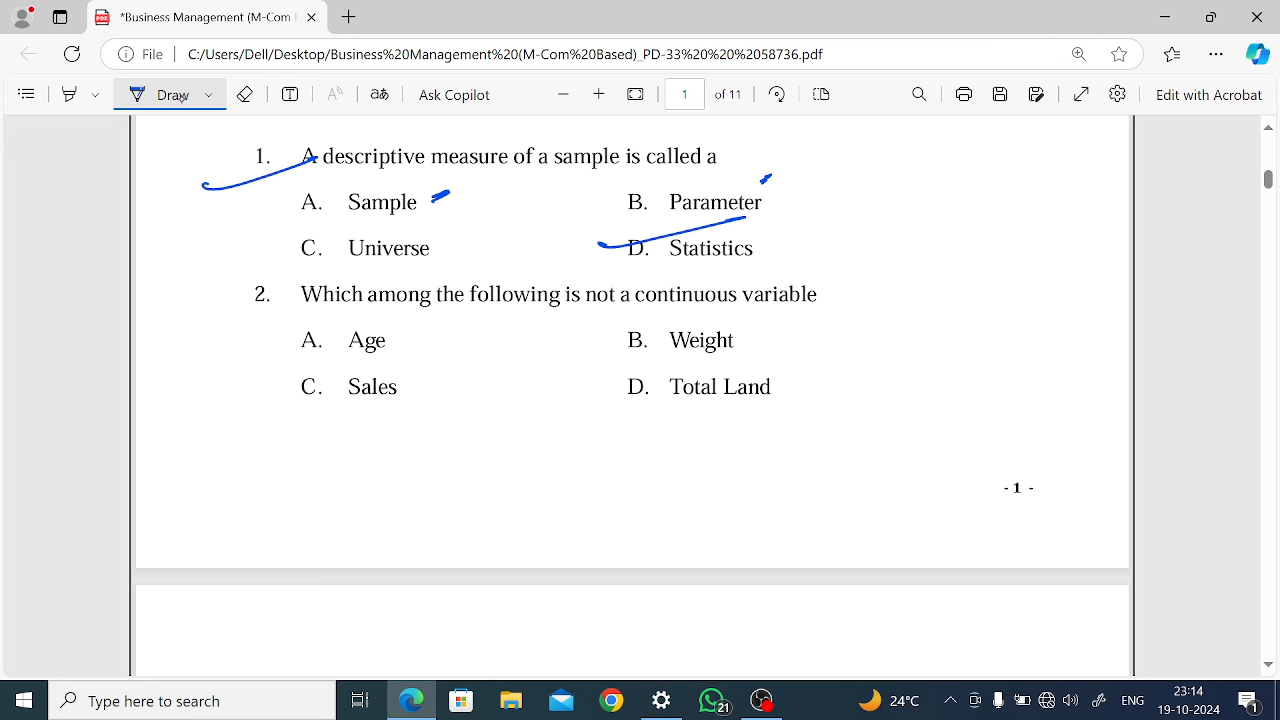 *Business Management (M-Com |
File C:/Users/Dell/Desktop/Business%20Management%20(M-Com%20Based)_PD-33%20%20%2058736.pdf
Draw aあ Ask Copilot 1 of 11 Edit with Acrobat
1. A descriptive measure of a sample is called a
A. Sample B. Parameter
C. Universe D. Statistics
2. Which among the following is not a continuous variable
A. Age B. Weight
C. Sales D. Total Land
- 1 -
Type here to search 21 24°C ENG 23:14
19-10-2024 1